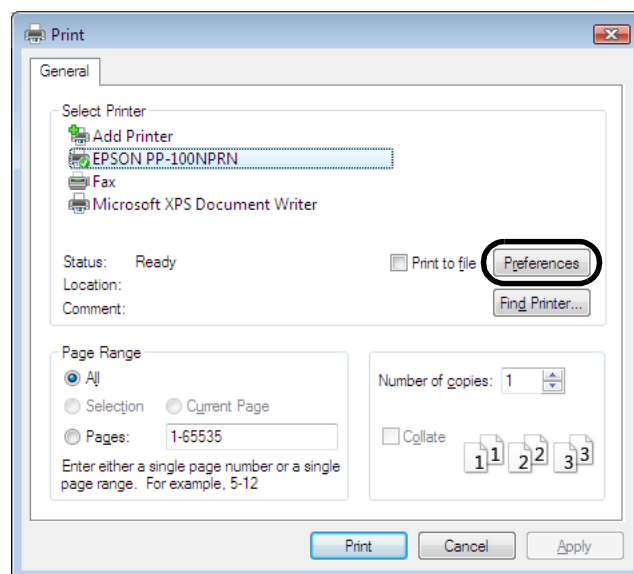 Print
General
Select Printer
Add Printer
EPSON PP-100NPRN
Fax
Microsoft XPS Document Writer
Status: Ready
Print to file
Preferences
Location:
Comment:
Find Printer...
Page Range
All
Selection Current Page
Pages: 1-65535
Enter either a single page number or a single
page range. For example, 5-12
Number of copies: 1
Collate
1 1 2 2 3 3
Print Cancel Apply